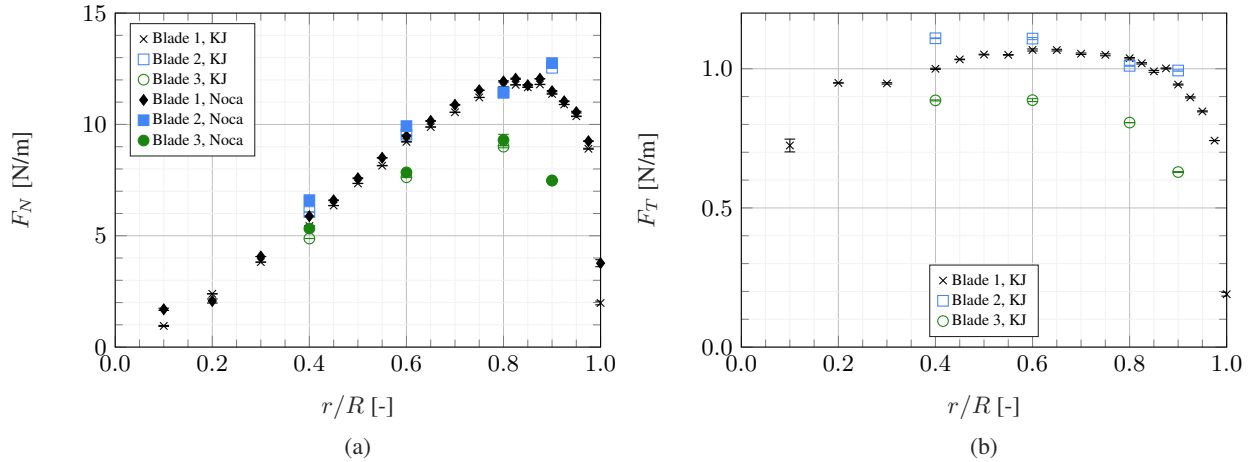 15
10
5
0
F_N [N/m]
0.0 0.2 0.4 0.6 0.8 1.0
r/R [-]
Blade 1, KJ
Blade 2, KJ
Blade 3, KJ
Blade 1, Noca
Blade 2, Noca
Blade 3, Noca
(a)
1.0
0.5
0.0
F_T [N/m]
0.0 0.2 0.4 0.6 0.8 1.0
r/R [-]
Blade 1, KJ
Blade 2, KJ
Blade 3, KJ
(b)